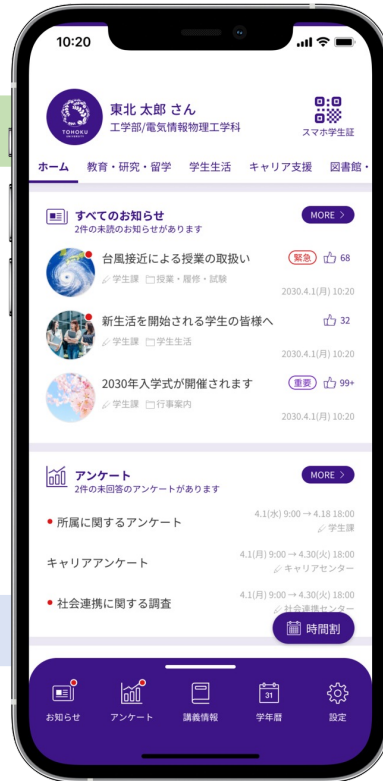 10:20
TOHOKU
UNIVERSITY
東北 太郎 さん
工学部/電気情報物理工学科
スマホ学生証
ホーム 教育・研究・留学 学生生活 キャリア支援 図書館・
すべてのお知らせ
2件の未読のお知らせがあります
MORE >
台風接近による授業の取扱い
緊急 68
学生課 授業・履修・試験
2030.4.1(月) 10:20
新生活を開始される学生の皆様へ
32
学生課 学生生活
2030.4.1(月) 10:20
2030年入学式が開催されます
重要 99+
学生課 行事案内
2030.4.1(月) 10:20
アンケート
2件の未回答のアンケートがあります
MORE >
所属に関するアンケート
4.1(水) 9:00 → 4.18 18:00
学生課
キャリアアンケート
4.1(月) 9:00 → 4.30(火) 18:00
キャリアセンター
社会連携に関する調査
4.1(月) 9:00 → 4.30(火) 18:00
社会連携センター
時間割
31
お知らせ アンケート 講義情報 学年暦 設定